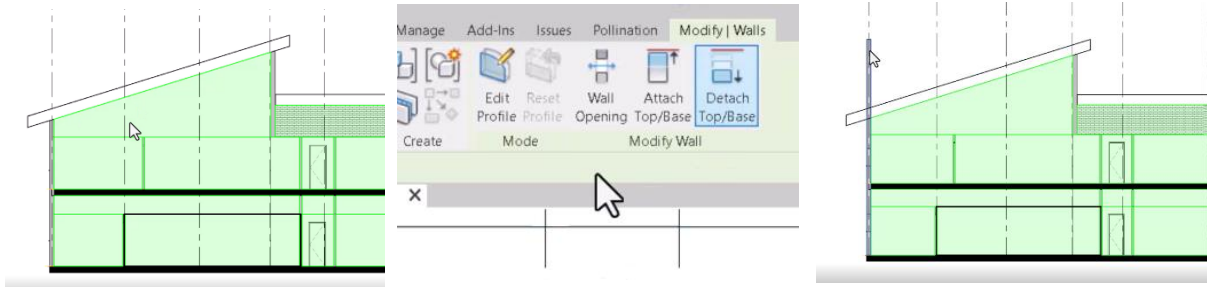 Manage Add-Ins Issues Pollination Modify | Walls
Edit Reset Wall Attach Detach
Profile Profile Opening Top/Base Top/Base
Create Mode Modify Wall